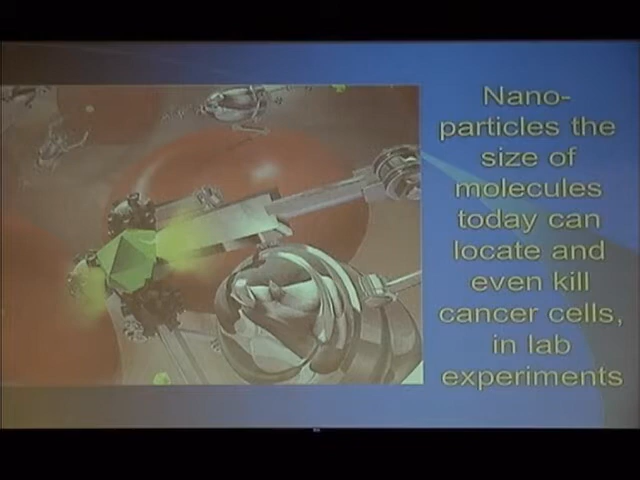 Nano-
particles the
size of
molecules
today can
locate and
even kill
cancer cells,
in lab
experiments